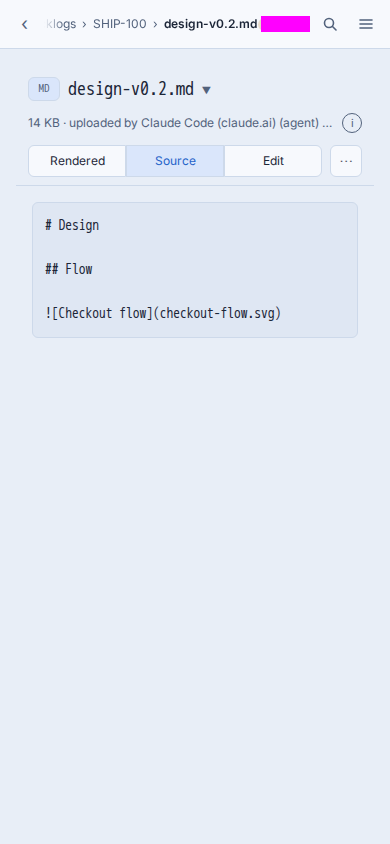 klogs › SHIP-100 › design-v0.2.md
MD design-v0.2.md ▼
14 KB · uploaded by Claude Code (claude.ai) (agent) ... i
Rendered Source Edit ...
# Design
## Flow
![Checkout flow](checkout-flow.svg)